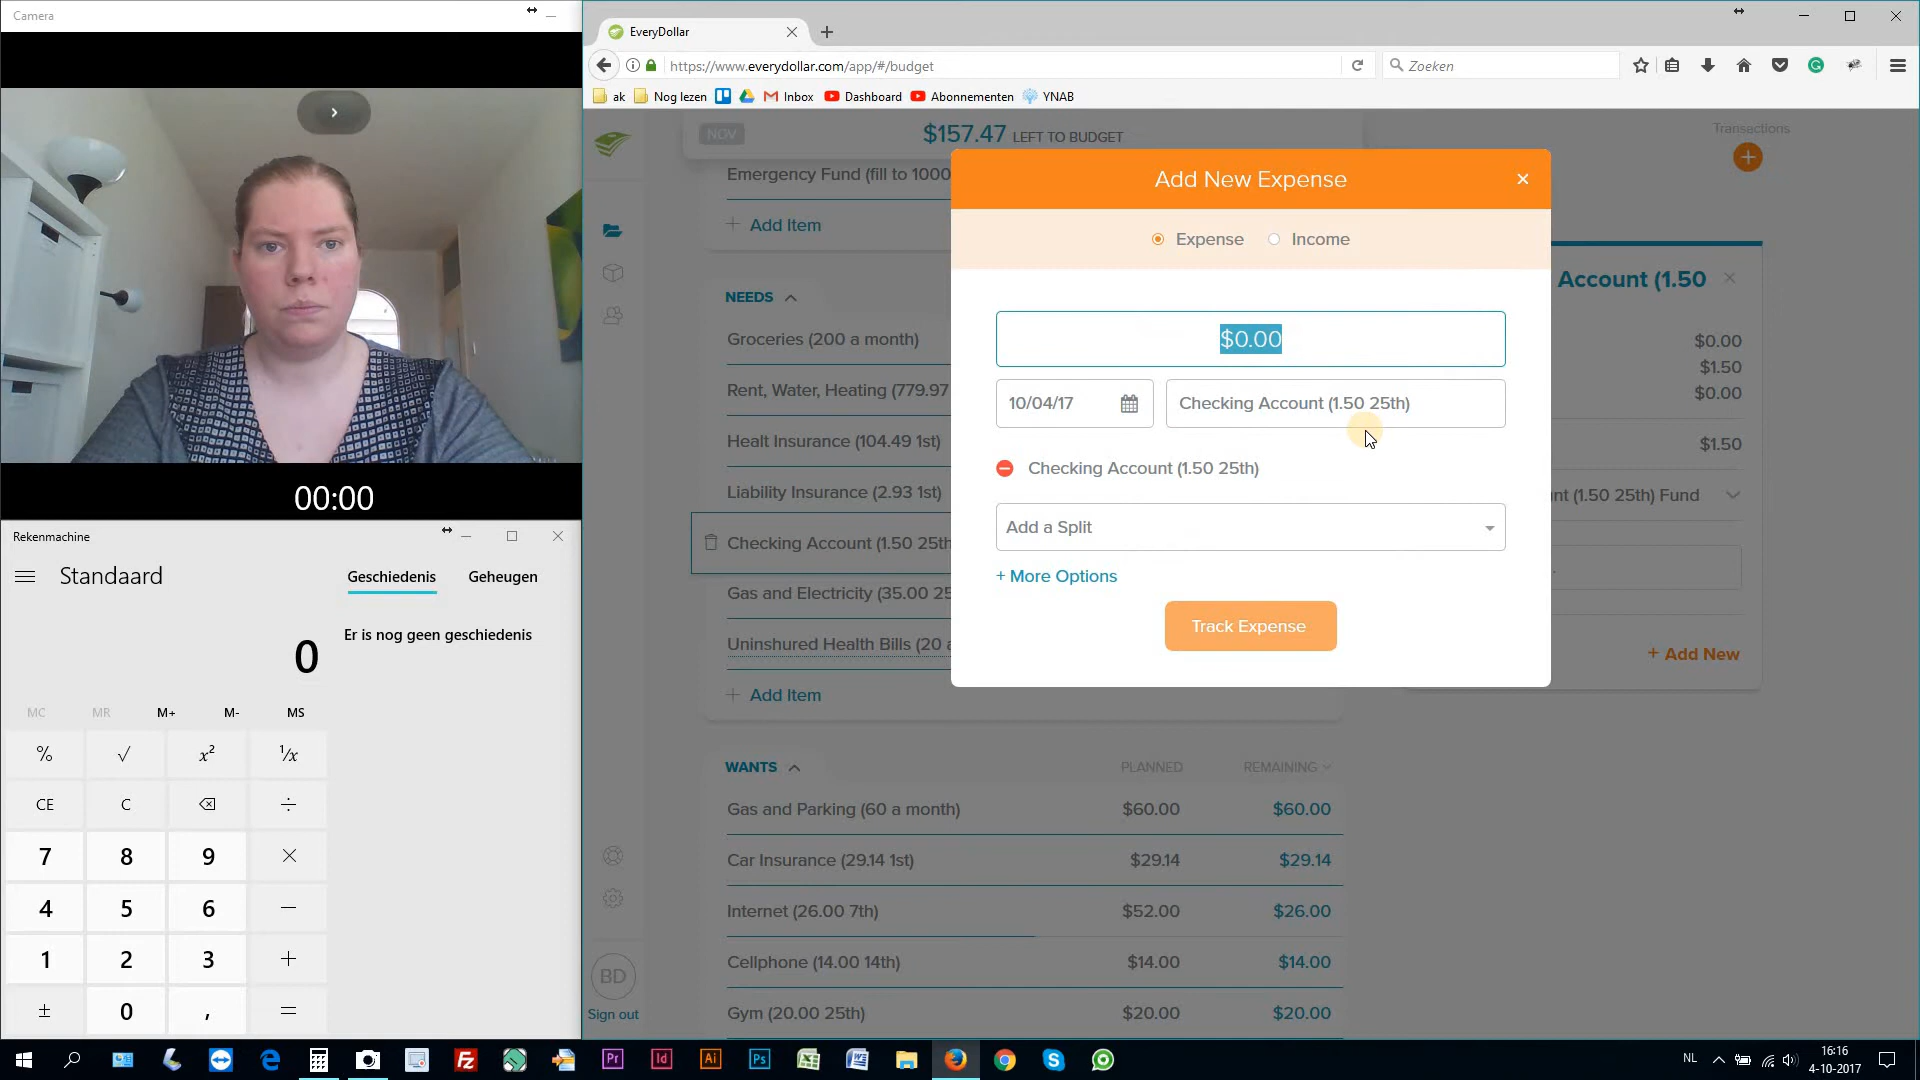 Camera
00:00
Rekenmachine
Standaard
Geschiedenis
Geheugen
Er is nog geen geschiedenis
0
MC MR M+ M- MS
% √ x² ¹/x
CE C ÷
7 8 9 ×
4 5 6 −
1 2 3 +
± 0 , =
EveryDollar
https://www.everydollar.com/app/#/budget
Zoeken
ak Nog lezen Inbox Dashboard Abonnementen YNAB
NOV
$157.47 LEFT TO BUDGET
Transactions
Emergency Fund (fill to 1000
Add Item
NEEDS
Groceries (200 a month)
Rent, Water, Heating (779.97
Healt Insurance (104.49 1st)
Liability Insurance (2.93 1st)
Checking Account (1.50 25th
Gas and Electricity (35.00 25
Uninshured Health Bills (20 a
Add Item
WANTS PLANNED REMAINING
Gas and Parking (60 a month) $60.00 $60.00
Car Insurance (29.14 1st) $29.14 $29.14
Internet (26.00 7th) $52.00 $26.00
Cellphone (14.00 14th) $14.00 $14.00
Gym (20.00 25th) $20.00 $20.00
BD
Sign out
Add New Expense
Expense Income
$0.00
10/04/17
Checking Account (1.50 25th)
Checking Account (1.50 25th)
Add a Split
+ More Options
Track Expense
Account (1.50
$0.00
$1.50
$0.00
$1.50
nt (1.50 25th) Fund
+ Add New
Pr Id Ai Ps
NL
16:16
4-10-2017